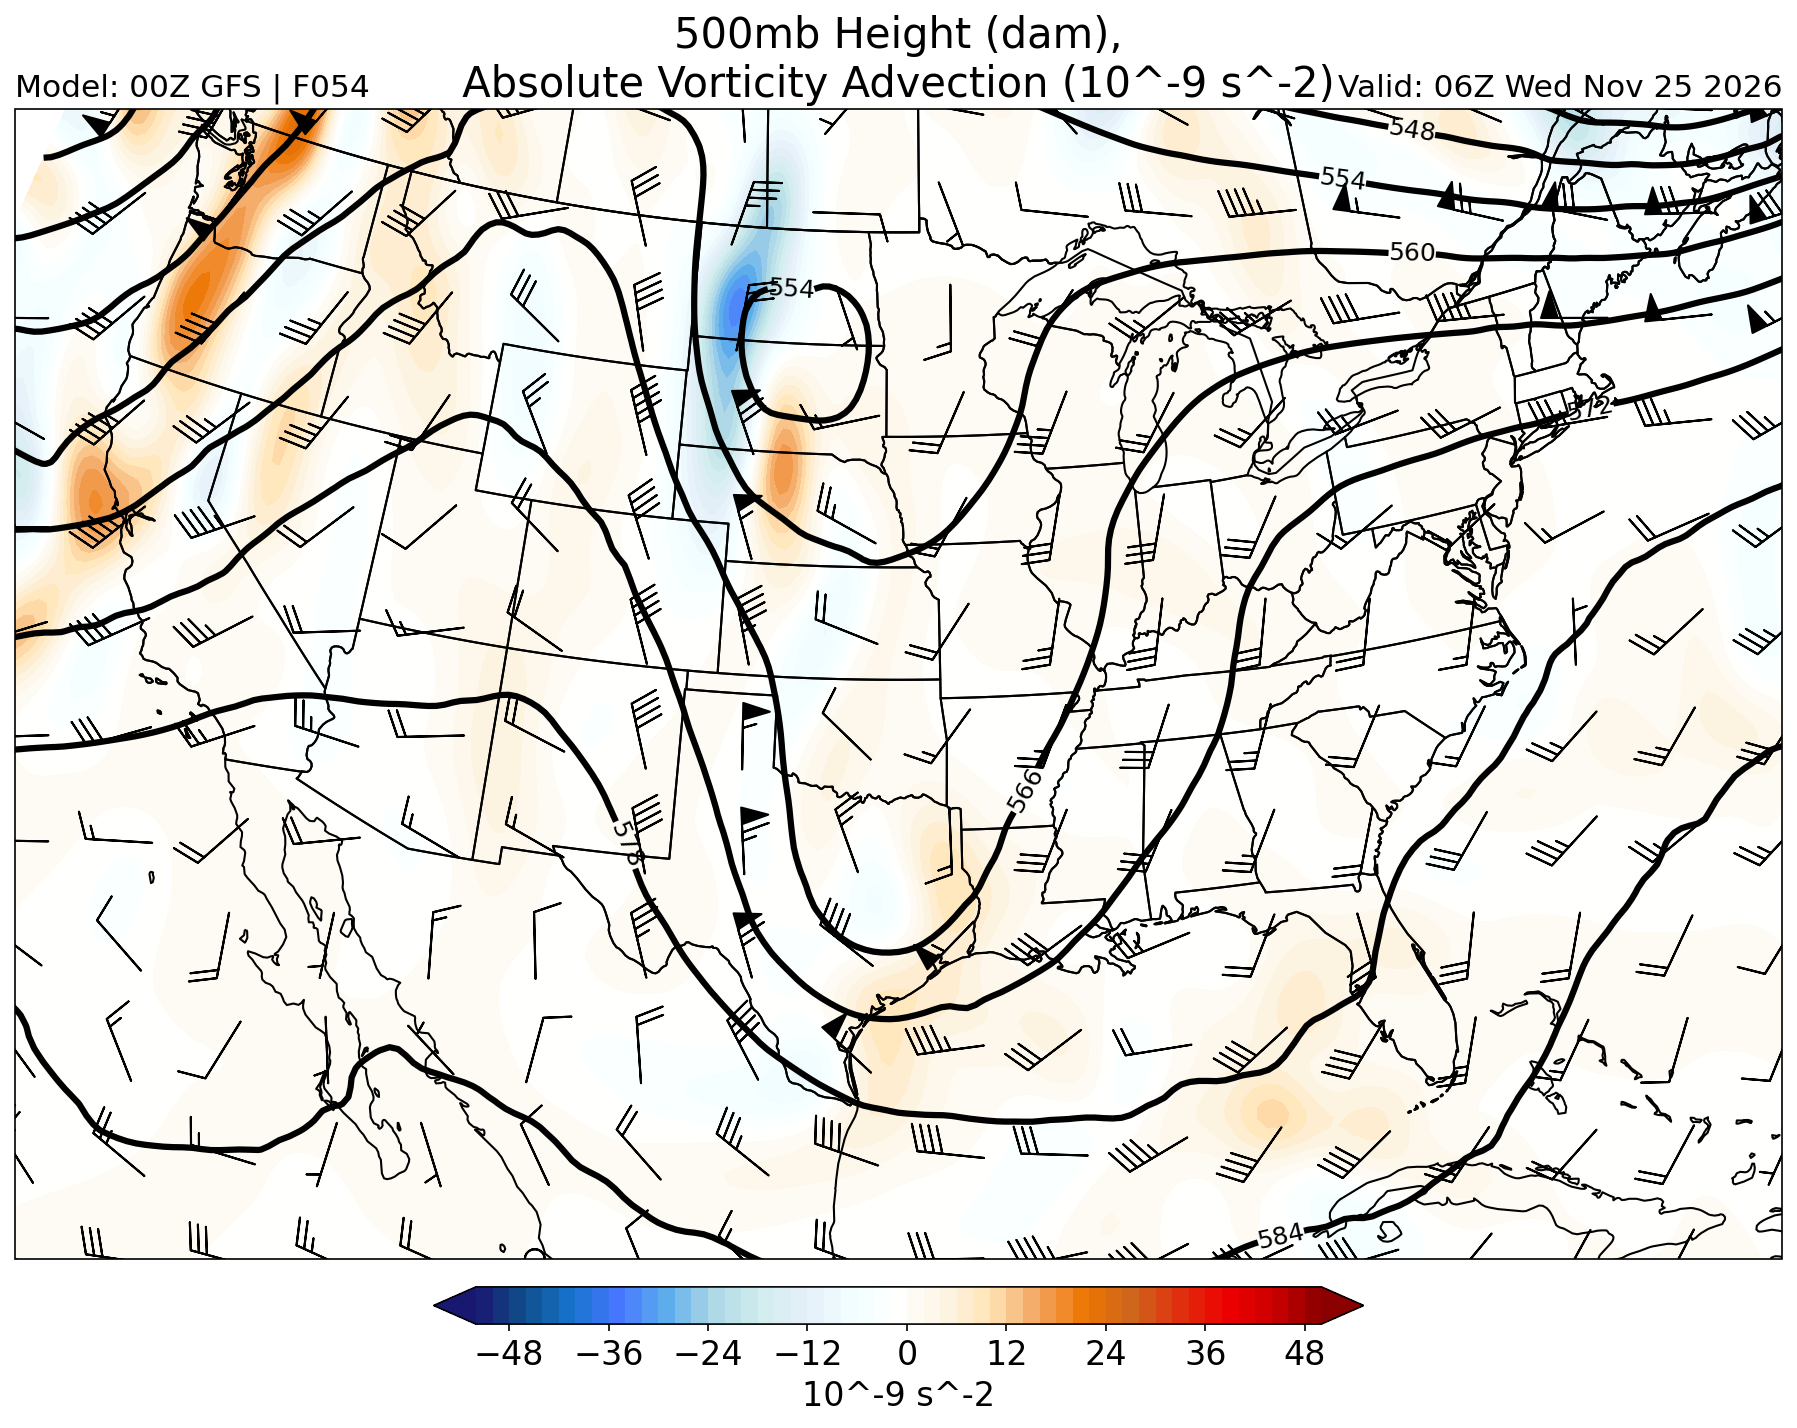 500mb Height (dam),
Absolute Vorticity Advection (10^-9 s^-2)
Model: 00Z GFS | F054
Valid: 06Z Wed Nov 25 2026
548
554
560
554
572
566
578
584
−48 −36 −24 −12 0 12 24 36 48
10^-9 s^-2